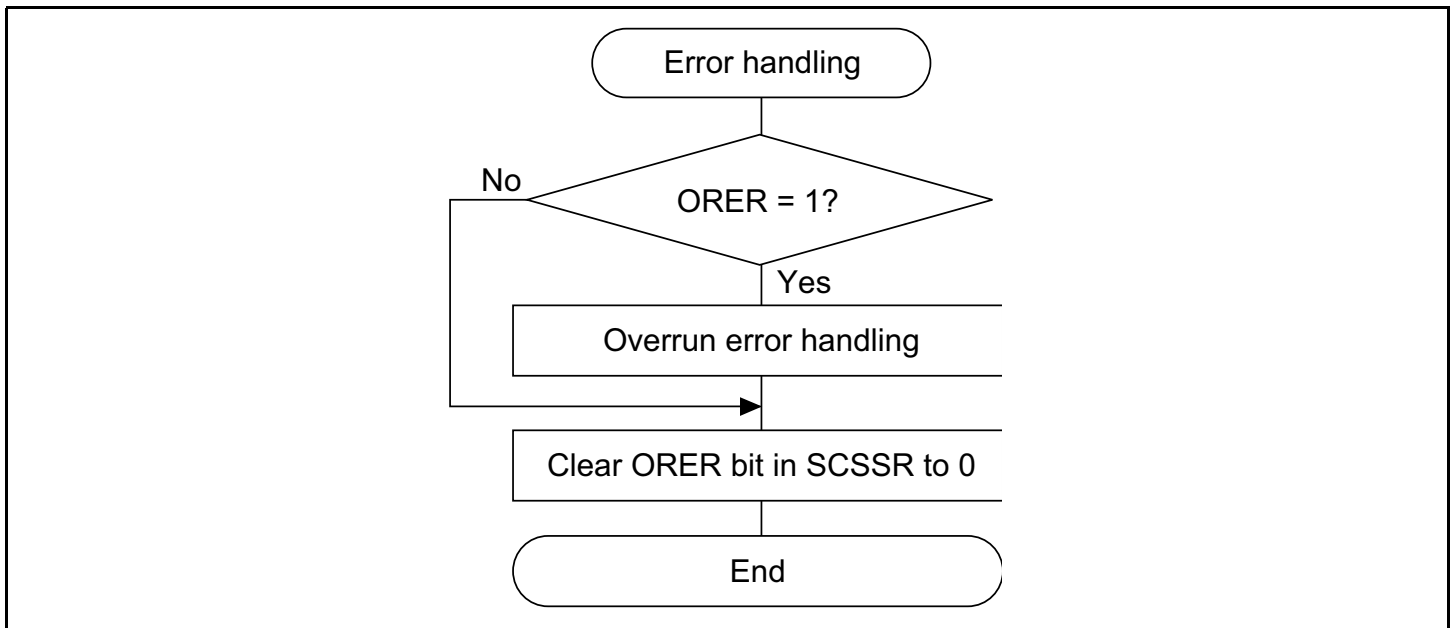 Error handling
No
ORER = 1?
Yes
Overrun error handling
Clear ORER bit in SCSSR to 0
End